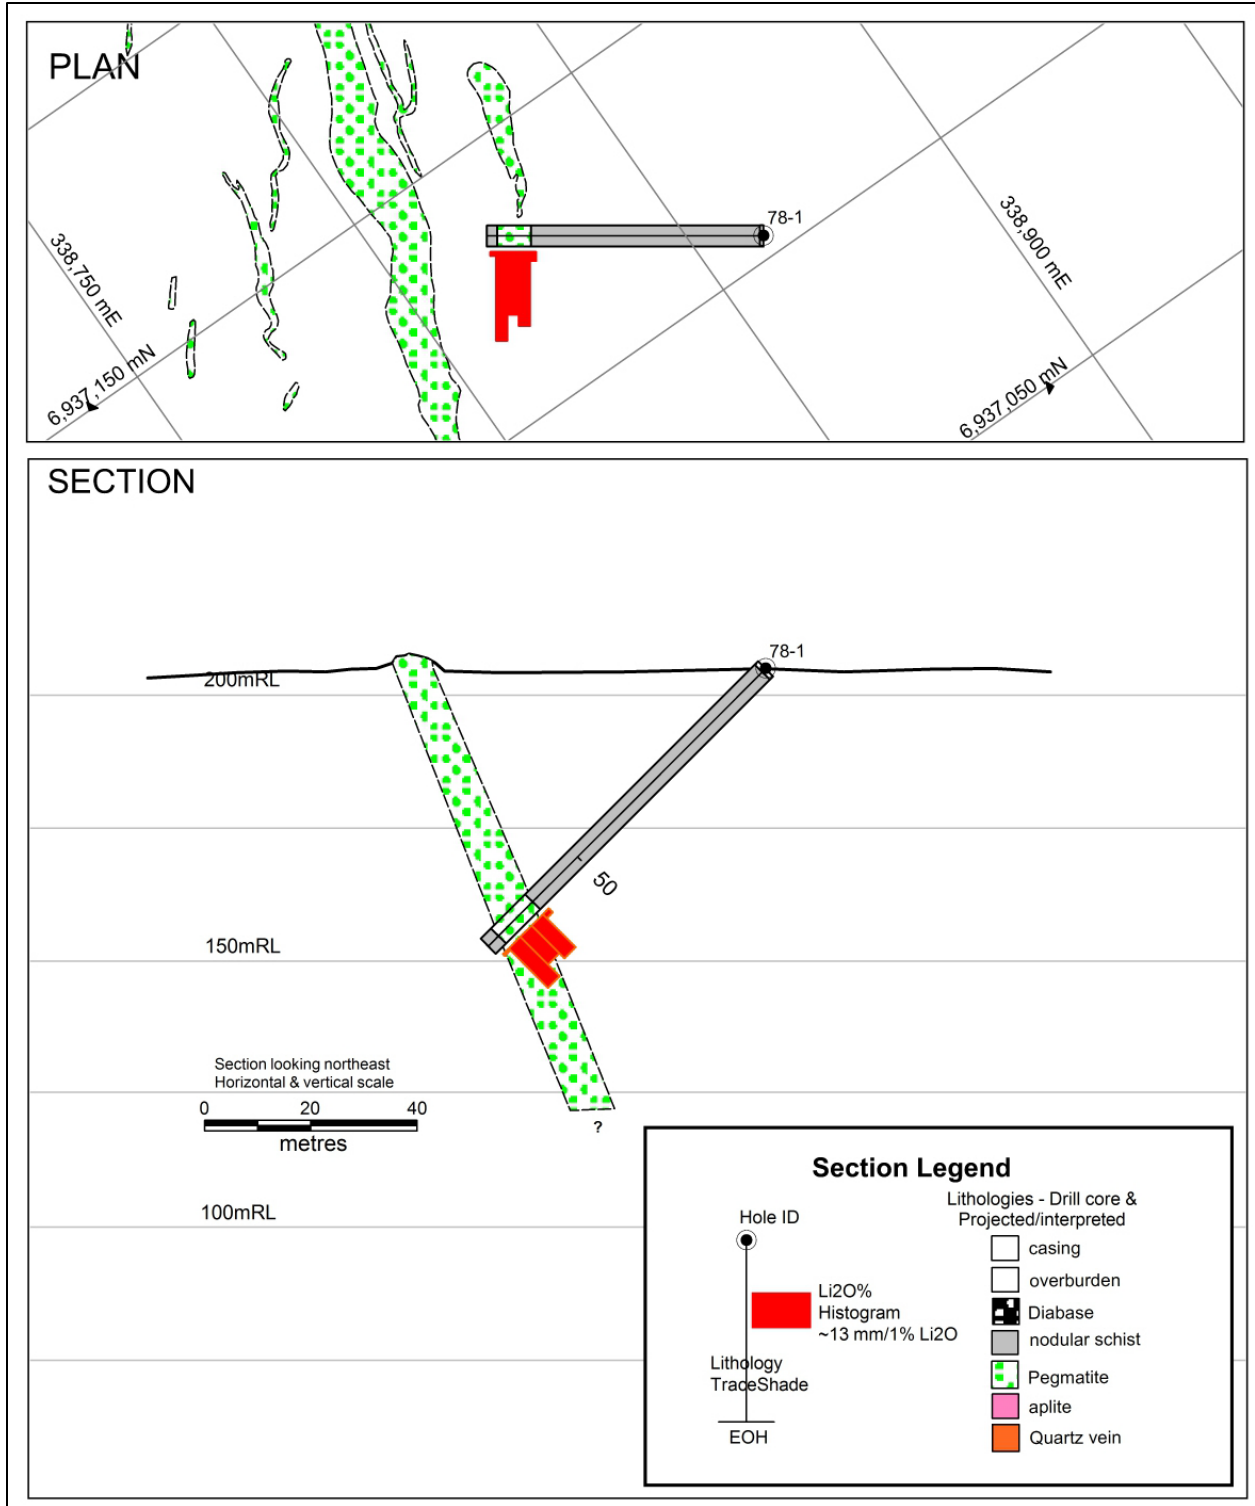 PLAN
78-1
338,750 mE
338,900 mE
6,937,150 mN
6,937,050 mN
SECTION
78-1
200mRL
50
150mRL
Section looking northeast
Horizontal & vertical scale
0 20 40
metres
?
100mRL
Section Legend
Hole ID
Li2O%
Histogram
~13 mm/1% Li2O
Lithology
TraceShade
EOH
Lithologies - Drill core &
Projected/interpreted
casing
overburden
Diabase
nodular schist
Pegmatite
aplite
Quartz vein